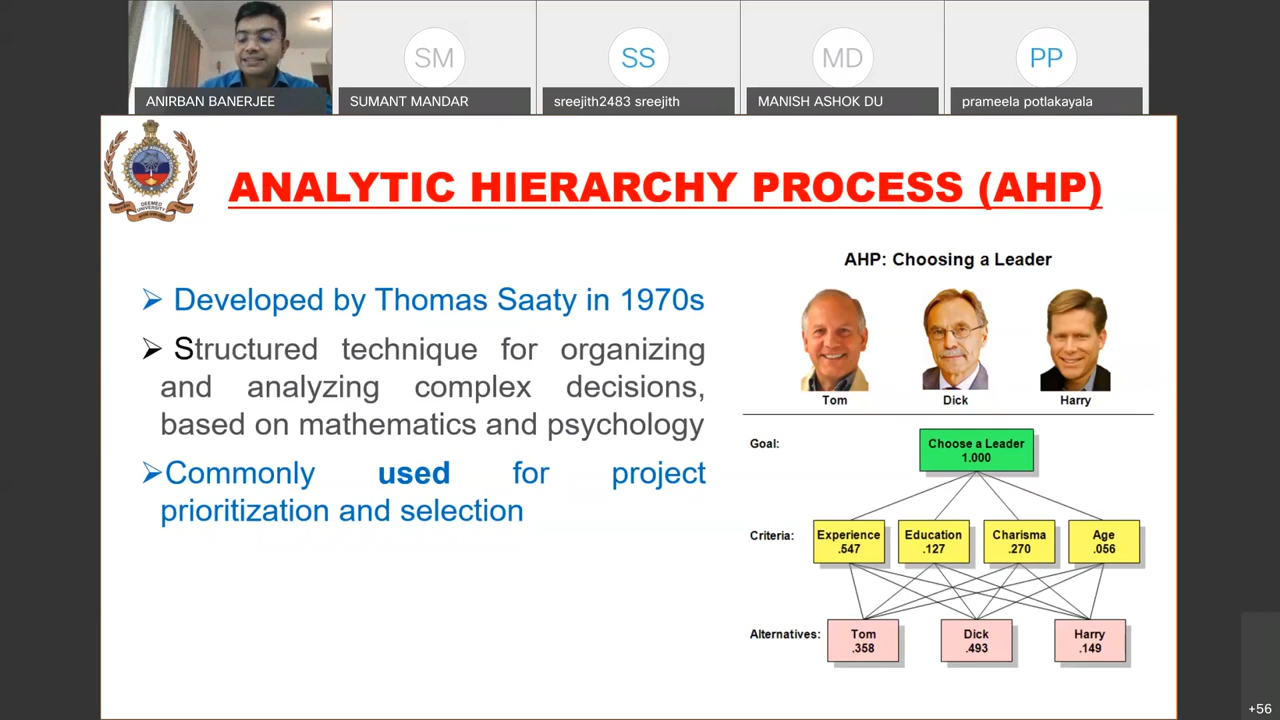 SM
SS
MD
PP
ANIRBAN BANERJEE
SUMANT MANDAR
sreejith2483 sreejith
MANISH ASHOK DU
prameela potlakayala
DEEMED
UNIVERSITY
ANALYTIC HIERARCHY PROCESS (AHP)
➢ Developed by Thomas Saaty in 1970s
➢ Structured technique for organizing
and analyzing complex decisions,
based on mathematics and psychology
➢Commonly used for project
prioritization and selection
AHP: Choosing a Leader
Tom
Dick
Harry
Goal:
Choose a Leader
1.000
Criteria:
Experience
.547
Education
.127
Charisma
.270
Age
.056
Alternatives:
Tom
.358
Dick
.493
Harry
.149
+56